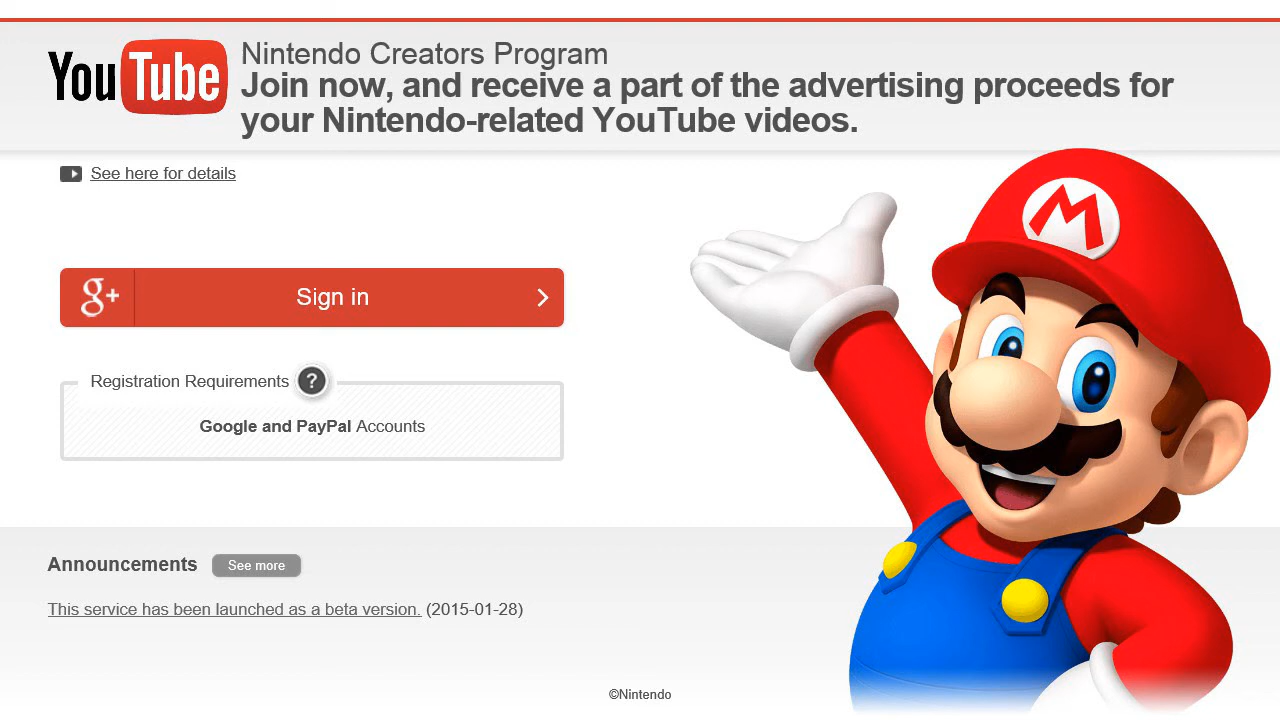 YouTube
Nintendo Creators Program
Join now, and receive a part of the advertising proceeds for
your Nintendo-related YouTube videos.
See here for details
g+ Sign in
Registration Requirements ?
Google and PayPal Accounts
M
Announcements See more
This service has been launched as a beta version. (2015-01-28)
©Nintendo